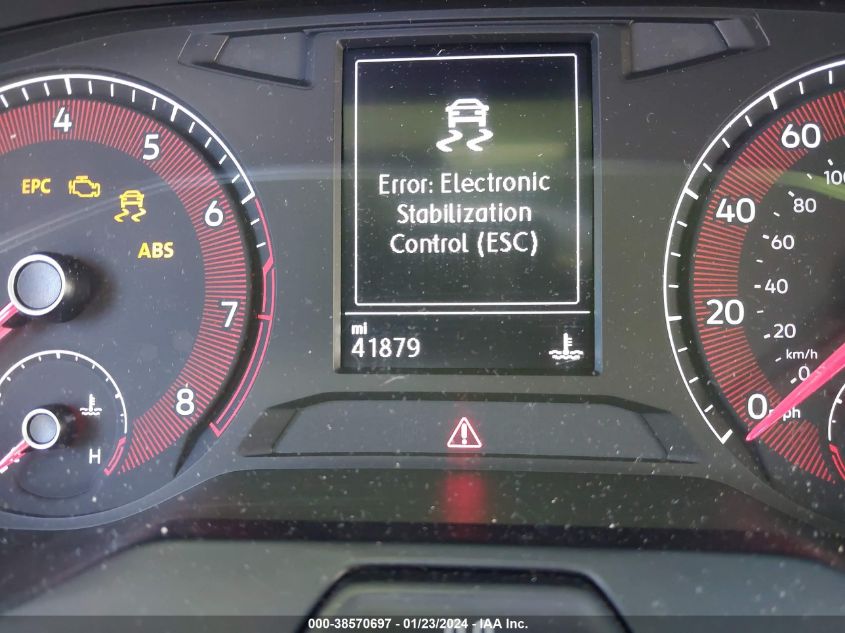 4
5
6
7
8
EPC
ABS
H
Error: Electronic
Stabilization
Control (ESC)
mi
41879
60
40
20
0 mph
100
80
60
40
20
km/h
0
000-38570697 - 01/23/2024 - IAA Inc.